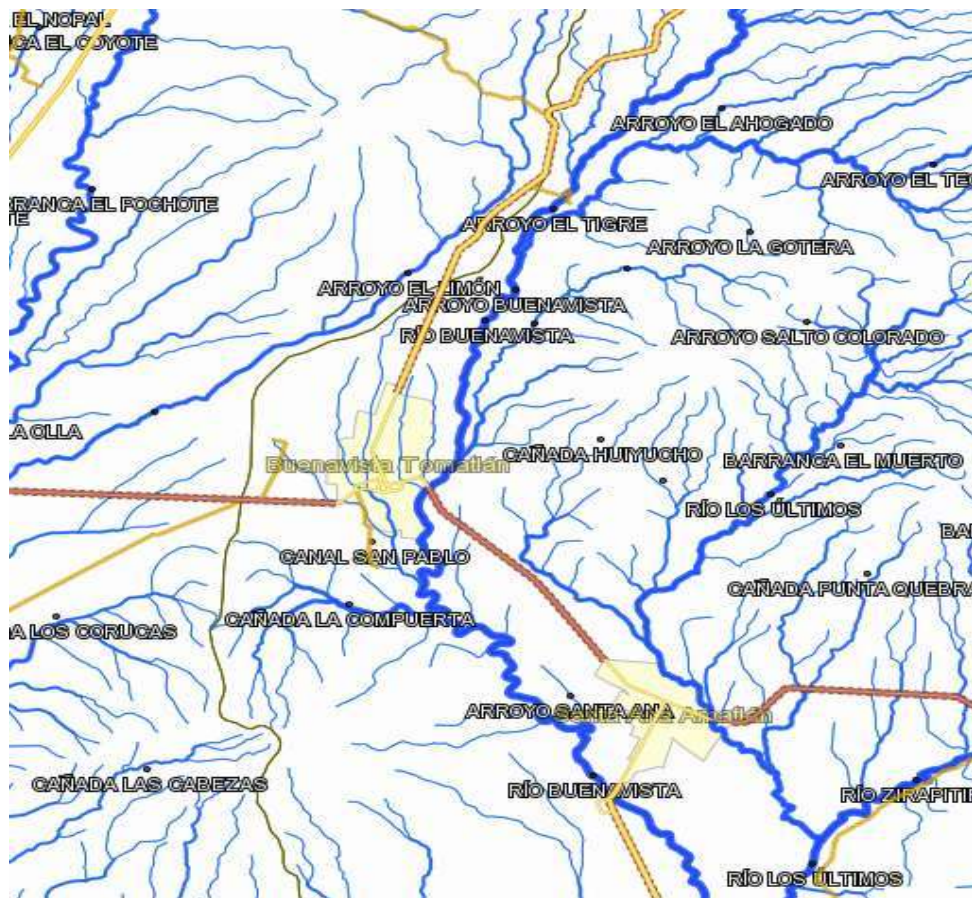 EL NOPAL
CA EL COYOTE
ARROYO EL AHOGADO
ARROYO EL TEC
RRANCA EL POCHOTE
TE
ARROYO EL TIGRE
ARROYO LA GOTERA
ARROYO EL LIMÓN
ARROYO BUENAVISTA
RÍO BUENAVISTA
ARROYO SALTO COLORADO
LA OLLA
Buenavista Tomatlán
CAÑADA HUIYUCHO
BARRANCA EL MUERTO
RÍO LOS ÚLTIMOS
BAR
CANAL SAN PABLO
CAÑADA PUNTA QUEBRA
CAÑADA LA COMPUERTA
DA LOS CORUCAS
ARROYO SANTA ANA
Santa Ana Amatlán
CAÑADA LAS CABEZAS
RÍO BUENAVISTA
RÍO ZIRAPITI
RÍO LOS ÚLTIMOS